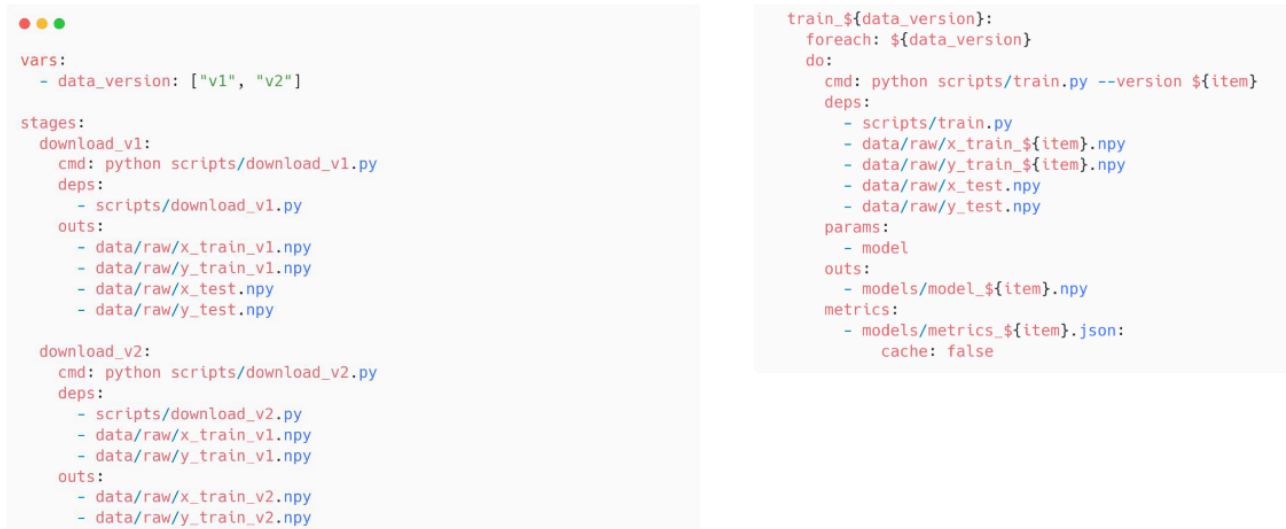 vars:
  - data_version: ["v1", "v2"]
stages:
  download_v1:
    cmd: python scripts/download_v1.py
    deps:
      - scripts/download_v1.py
    outs:
      - data/raw/x_train_v1.npy
      - data/raw/y_train_v1.npy
      - data/raw/x_test.npy
      - data/raw/y_test.npy
  download_v2:
    cmd: python scripts/download_v2.py
    deps:
      - scripts/download_v2.py
      - data/raw/x_train_v1.npy
      - data/raw/y_train_v1.npy
    outs:
      - data/raw/x_train_v2.npy
      - data/raw/y_train_v2.npy
  train_${data_version}:
    foreach: ${data_version}
    do:
      cmd: python scripts/train.py --version ${item}
      deps:
        - scripts/train.py
        - data/raw/x_train_${item}.npy
        - data/raw/y_train_${item}.npy
        - data/raw/x_test.npy
        - data/raw/y_test.npy
      params:
        - model
      outs:
        - models/model_${item}.npy
      metrics:
        - models/metrics_${item}.json:
            cache: false